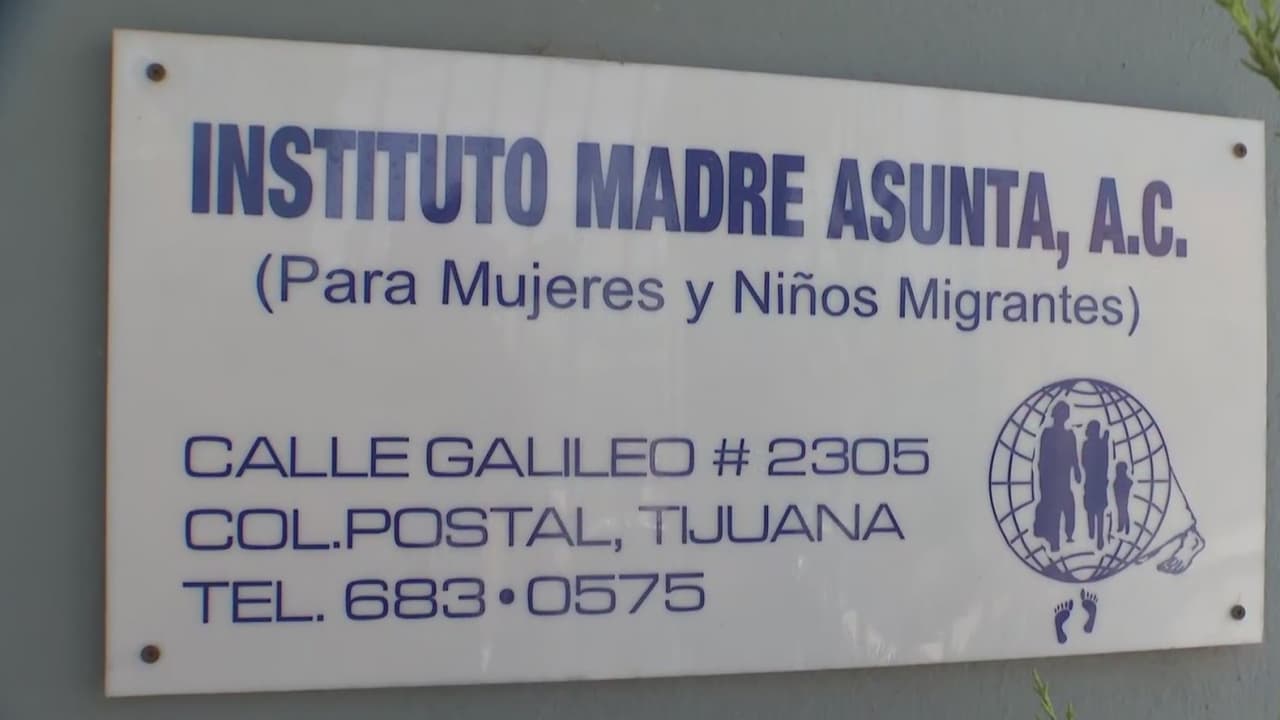 INSTITUTO MADRE ASUNTA, A.C.
(Para Mujeres y Niños Migrantes)
CALLE GALILEO # 2305
COL.POSTAL, TIJUANA
TEL. 683•0575